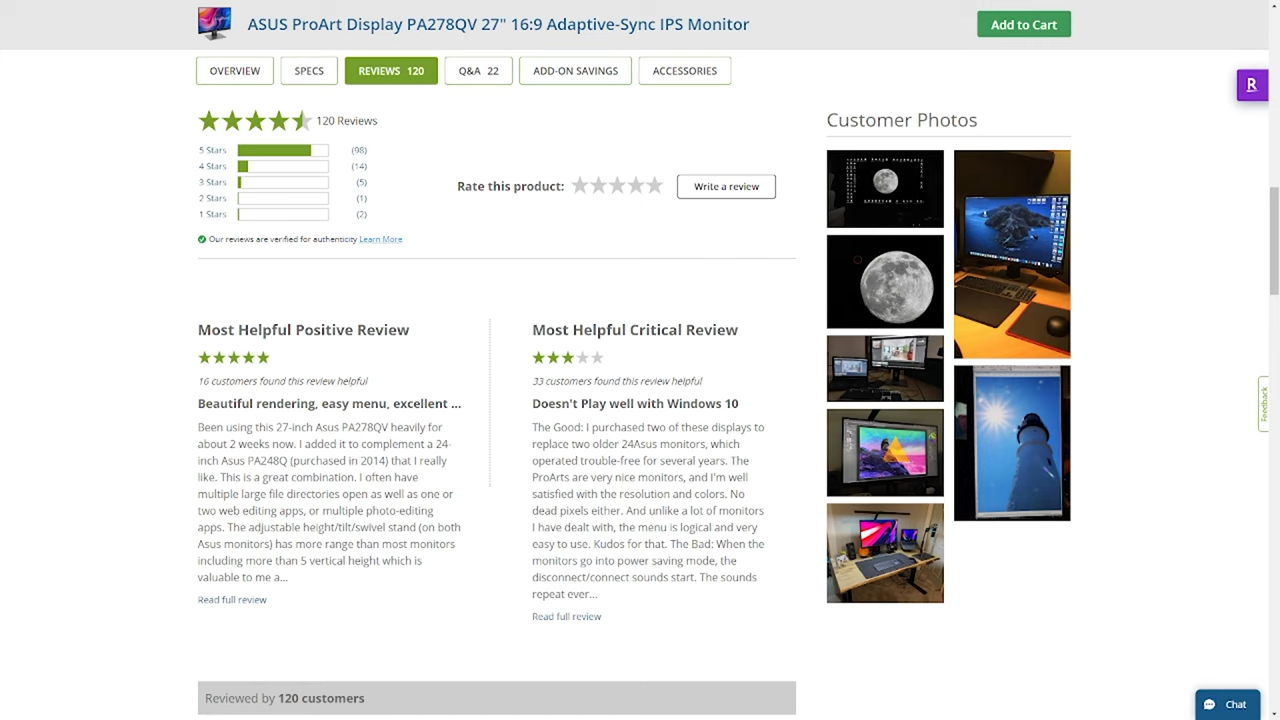 ASUS ProArt Display PA278QV 27" 16:9 Adaptive-Sync IPS Monitor
Add to Cart
OVERVIEW
SPECS
REVIEWS 120
Q&A 22
ADD-ON SAVINGS
ACCESSORIES
R
120 Reviews
5 Stars (98)
4 Stars (14)
3 Stars (5)
2 Stars (1)
1 Stars
Rate this product:
Write a review
Our reviews are verified for authenticity Learn More
Most Helpful Positive Review
16 customers found this review helpful
Beautiful rendering, easy menu, excellent ...
Been using this 27-inch Asus PA278QV heavily for
about 2 weeks now. I added it to complement a 24-
inch Asus PA248Q (purchased in 2014) that I really
like. This is a great combination. I often have
multiple large file directories open as well as one or
two web editing apps, or multiple photo-editing
apps. The adjustable height/tilt/swivel stand (on both
Asus monitors) has more range than most monitors
including more than 5 vertical height which is
valuable to me a...
Read full review
Most Helpful Critical Review
33 customers found this review helpful
Doesn't Play well with Windows 10
The Good: I purchased two of these displays to
replace two older 24Asus monitors, which
operated trouble-free for several years. The
ProArts are very nice monitors, and I'm well
satisfied with the resolution and colors. No
dead pixels either. And unlike a lot of monitors
I have dealt with, the menu is logical and very
easy to use. Kudos for that. The Bad: When the
monitors go into power saving mode, the
disconnect/connect sounds start. The sounds
repeat ever...
Read full review
Customer Photos
Feedback
Reviewed by 120 customers
Chat